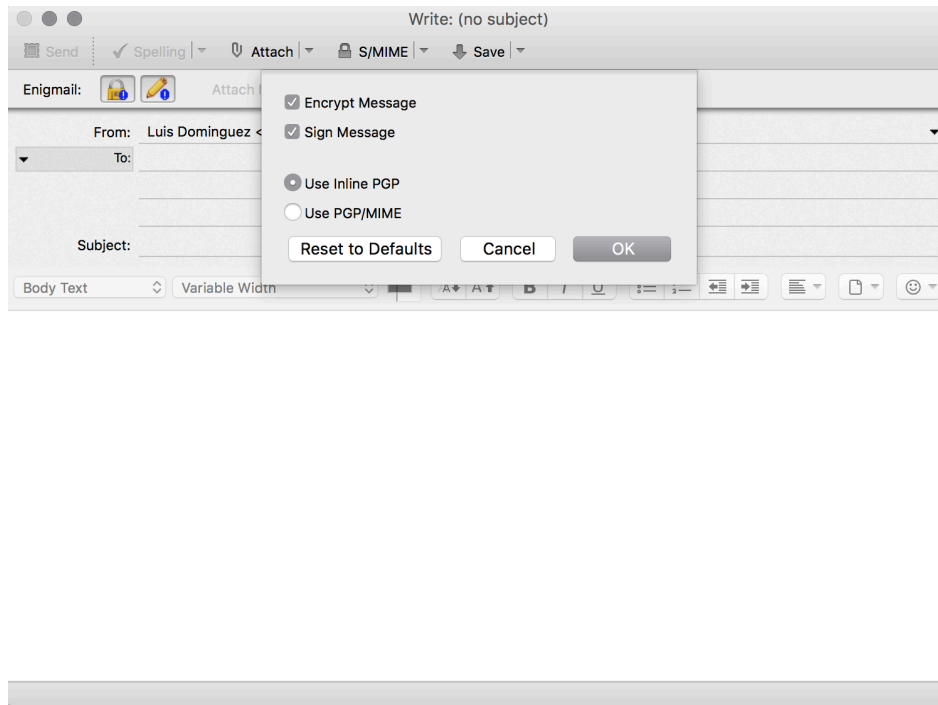 Write: (no subject)
Send Spelling Attach S/MIME Save
Enigmail: Attach
Encrypt Message
Sign Message
From: Luis Dominguez <
To:
Use Inline PGP
Use PGP/MIME
Subject:
Reset to Defaults Cancel OK
Body Text Variable Width A A B I U